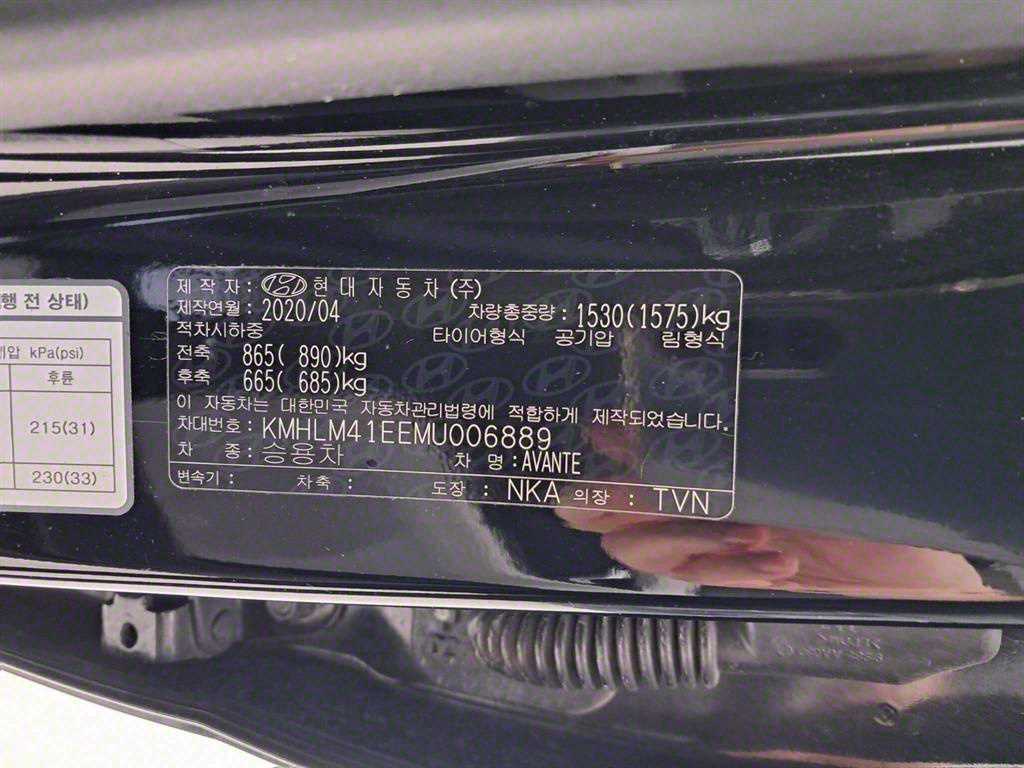 행 전 상태)
kPa(psi)
후륜
215(31)
230(33)
제 작 자 : 현대자동차(주)
제작연월 : 2020/04 차량총중량 : 1530(1575)kg
적차시하중 타이어형식 공기압 림형식
전축 865( 890)kg
후축 665( 685)kg
이 자동차는 대한민국 자동차관리법령에 적합하게 제작되었습니다.
차대번호 : KMHLM41EEMU006889
차 종 : 승용차 차 명 : AVANTE
변속기 : 차축 : 도장 : NKA 의장 : TVN